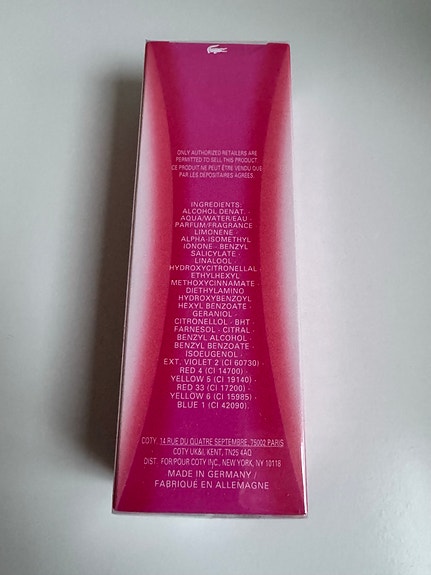 ONLY AUTHORIZED RETAILERS ARE
PERMITTED TO SELL THIS PRODUCT.
CE PRODUIT NE PEUT ÊTRE VENDU QUE
PAR LES DEPOSITAIRES AGRÉES.
INGREDIENTS:
ALCOHOL DENAT. ·
AQUA/WATER/EAU ·
PARFUM/FRAGRANCE ·
LIMONENE ·
ALPHA-ISOMETHYL
IONONE · BENZYL
SALICYLATE ·
LINALOOL ·
HYDROXYCITRONELLAL ·
ETHYLHEXYL
METHOXYCINNAMATE ·
DIETHYLAMINO
HYDROXYBENZOYL
HEXYL BENZOATE ·
GERANIOL ·
CITRONELLOL · BHT ·
FARNESOL · CITRAL ·
BENZYL ALCOHOL ·
BENZYL BENZOATE ·
ISOEUGENOL ·
EXT. VIOLET 2 (CI 60730) ·
RED 4 (CI 14700) ·
YELLOW 5 (CI 19140) ·
RED 33 (CI 17200) ·
YELLOW 6 (CI 15985) ·
BLUE 1 (CI 42090).
COTY, 14 RUE DU QUATRE SEPTEMBRE, 75002 PARIS
COTY UK&I, KENT, TN25 4AQ
DIST. FOR/POUR COTY INC., NEW YORK, NY 10118
MADE IN GERMANY /
FABRIQUÉ EN ALLEMAGNE